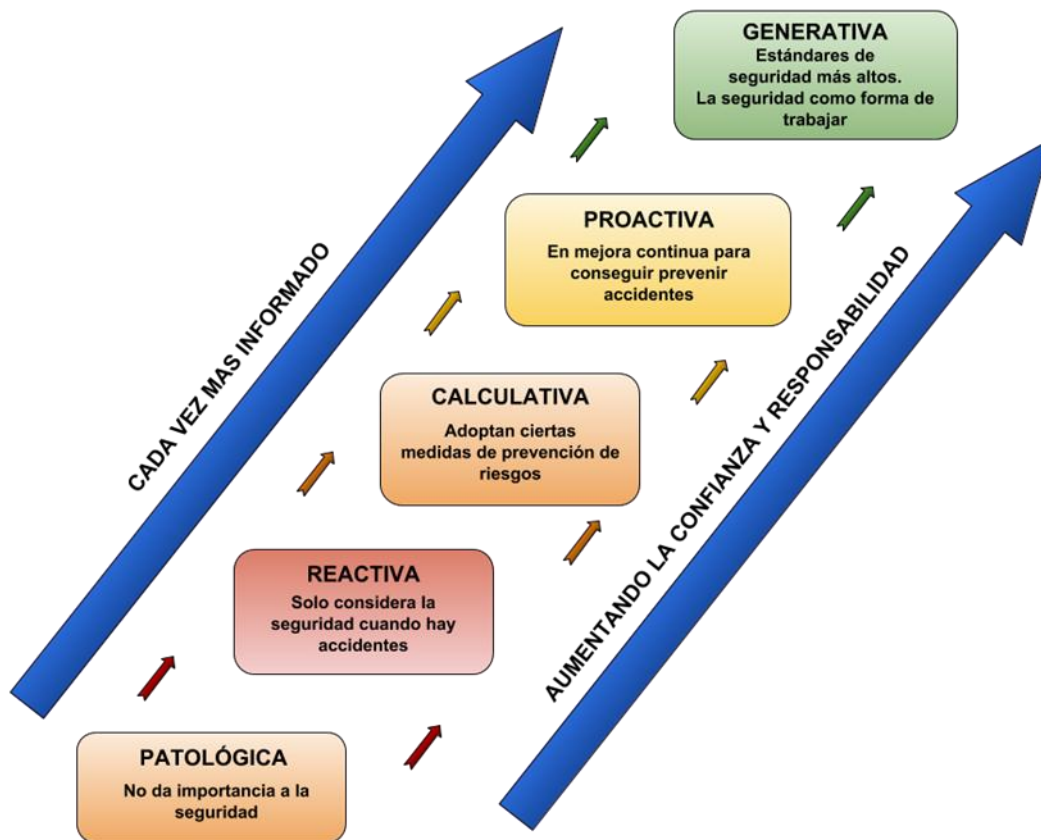 GENERATIVA
Estándares de
seguridad más altos.
La seguridad como forma de
trabajar
PROACTIVA
En mejora continua para
conseguir prevenir
accidentes
CADA VEZ MAS INFORMADO
CALCULATIVA
Adoptan ciertas
medidas de prevención de
riesgos
AUMENTANDO LA CONFIANZA Y RESPONSABILIDAD
REACTIVA
Solo considera la
seguridad cuando hay
accidentes
PATOLÓGICA
No da importancia a la
seguridad